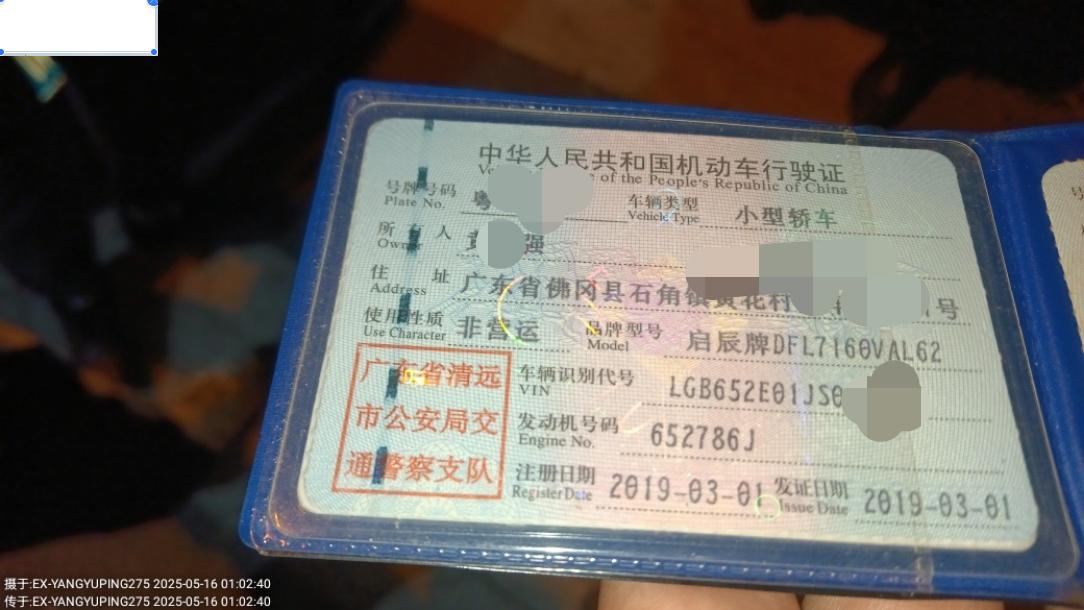 中华人民共和国机动车行驶证
of the People's Republic of China
号牌号码 粤 车辆类型 小型轿车
Plate No. Vehicle Type
所有人 强
Owner
住址 广东省佛冈县石角镇黄花村 号
Address
使用性质 非营运 品牌型号 启辰牌DFL7160VAL62
Use Character Model
广东省清远
市公安局交
通警察支队
车辆识别代号 LGB652E01JS0
VIN
发动机号码 652786J
Engine No.
注册日期 2019-03-01 发证日期 2019-03-01
Register Date Issue Date
摄于:EX-YANGYUPING275 2025-05-16 01:02:40
传于:EX-YANGYUPING275 2025-05-16 01:02:40